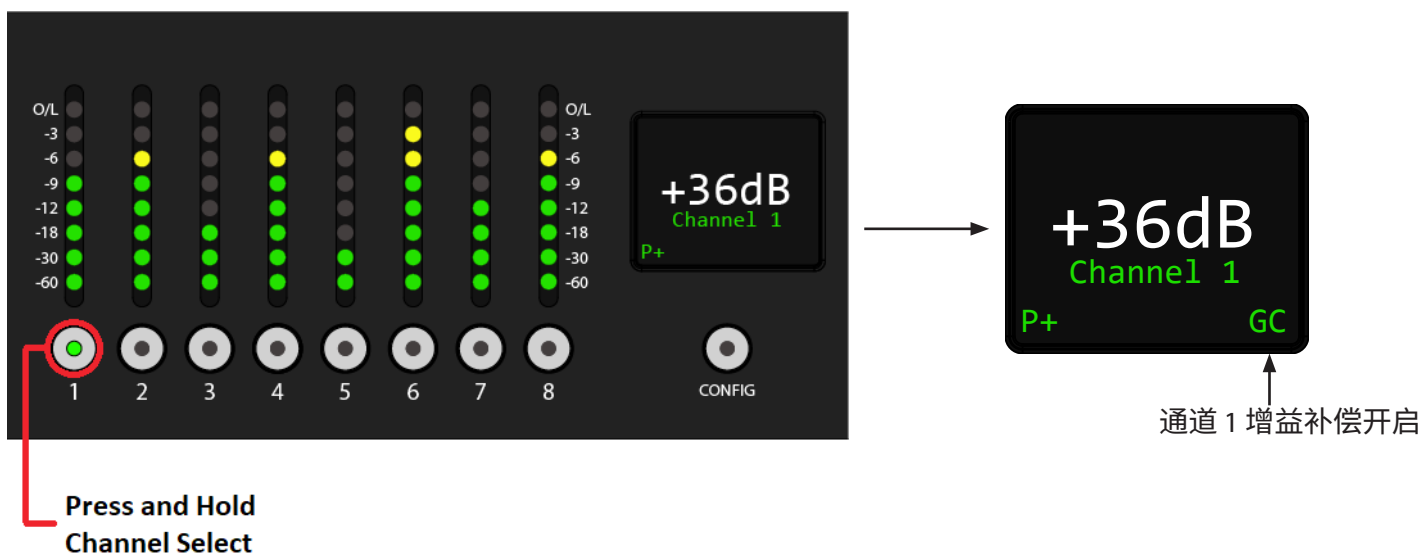 O/L
-3
-6
-9
-12
-18
-30
-60
O/L
-3
-6
-9
-12
-18
-30
-60
1 2 3 4 5 6 7 8
+36dB
Channel 1
P+
CONFIG
Press and Hold
Channel Select
+36dB
Channel 1
P+ GC
通道 1 增益补偿开启